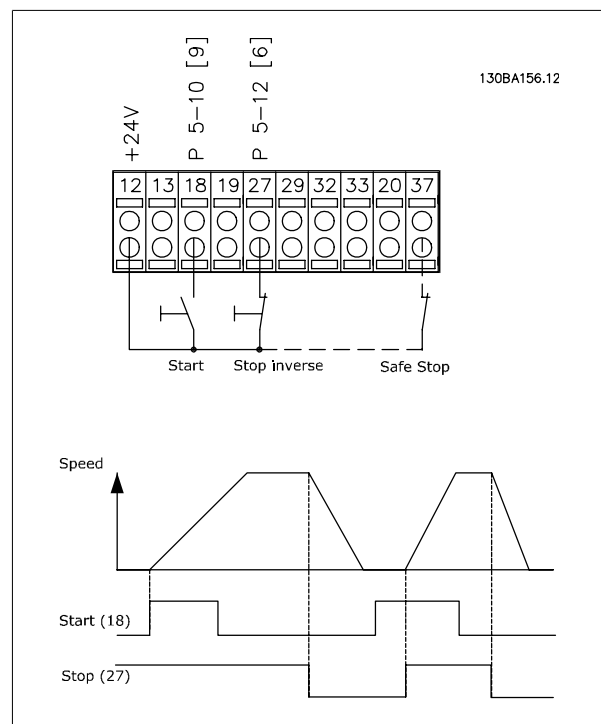 130BA156.12
+24V
P 5-10 [9]
P 5-12 [6]
12 13 18 19 27 29 32 33 20 37
Start
Stop inverse
Safe Stop
Speed
Start (18)
Stop (27)